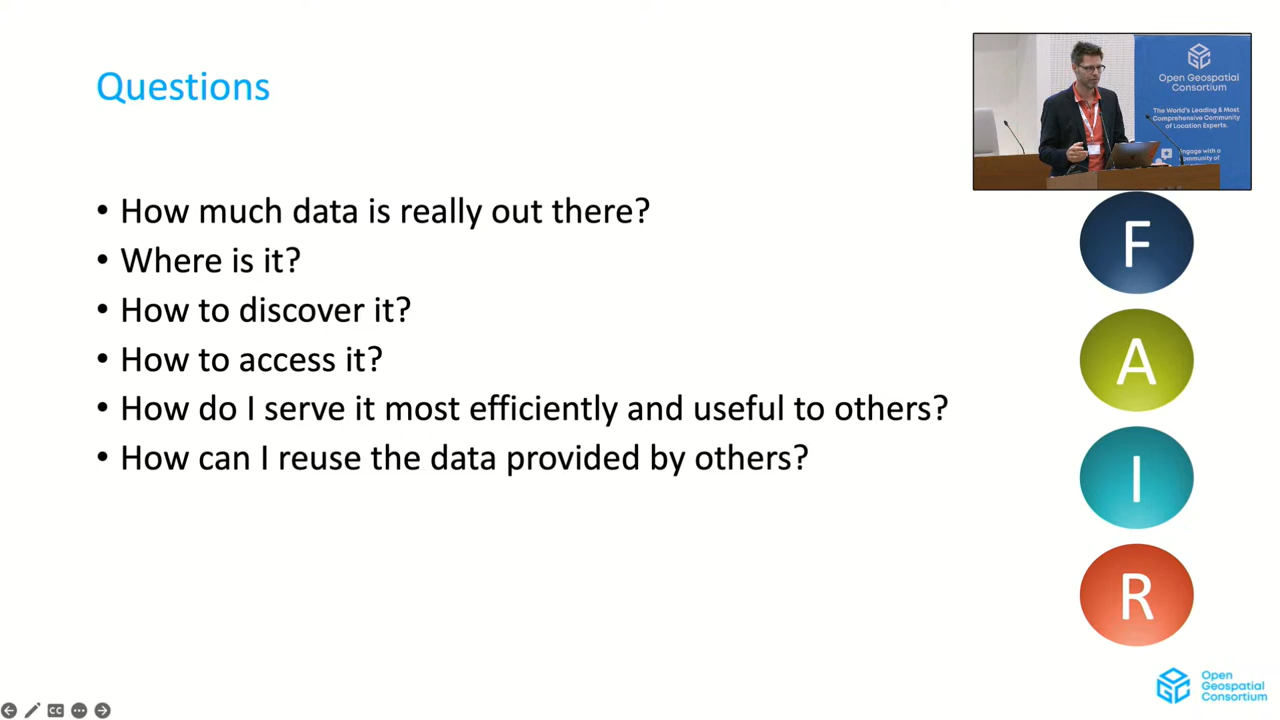 Questions
• How much data is really out there?
• Where is it?
• How to discover it?
• How to access it?
• How do I serve it most efficiently and useful to others?
• How can I reuse the data provided by others?
Open Geospatial
Consortium
The World's Leading & Most
Comprehensive Community
of Location Experts.
Engage with a
Community of
F
A
I
R
Open
Geospatial
Consortium
CC